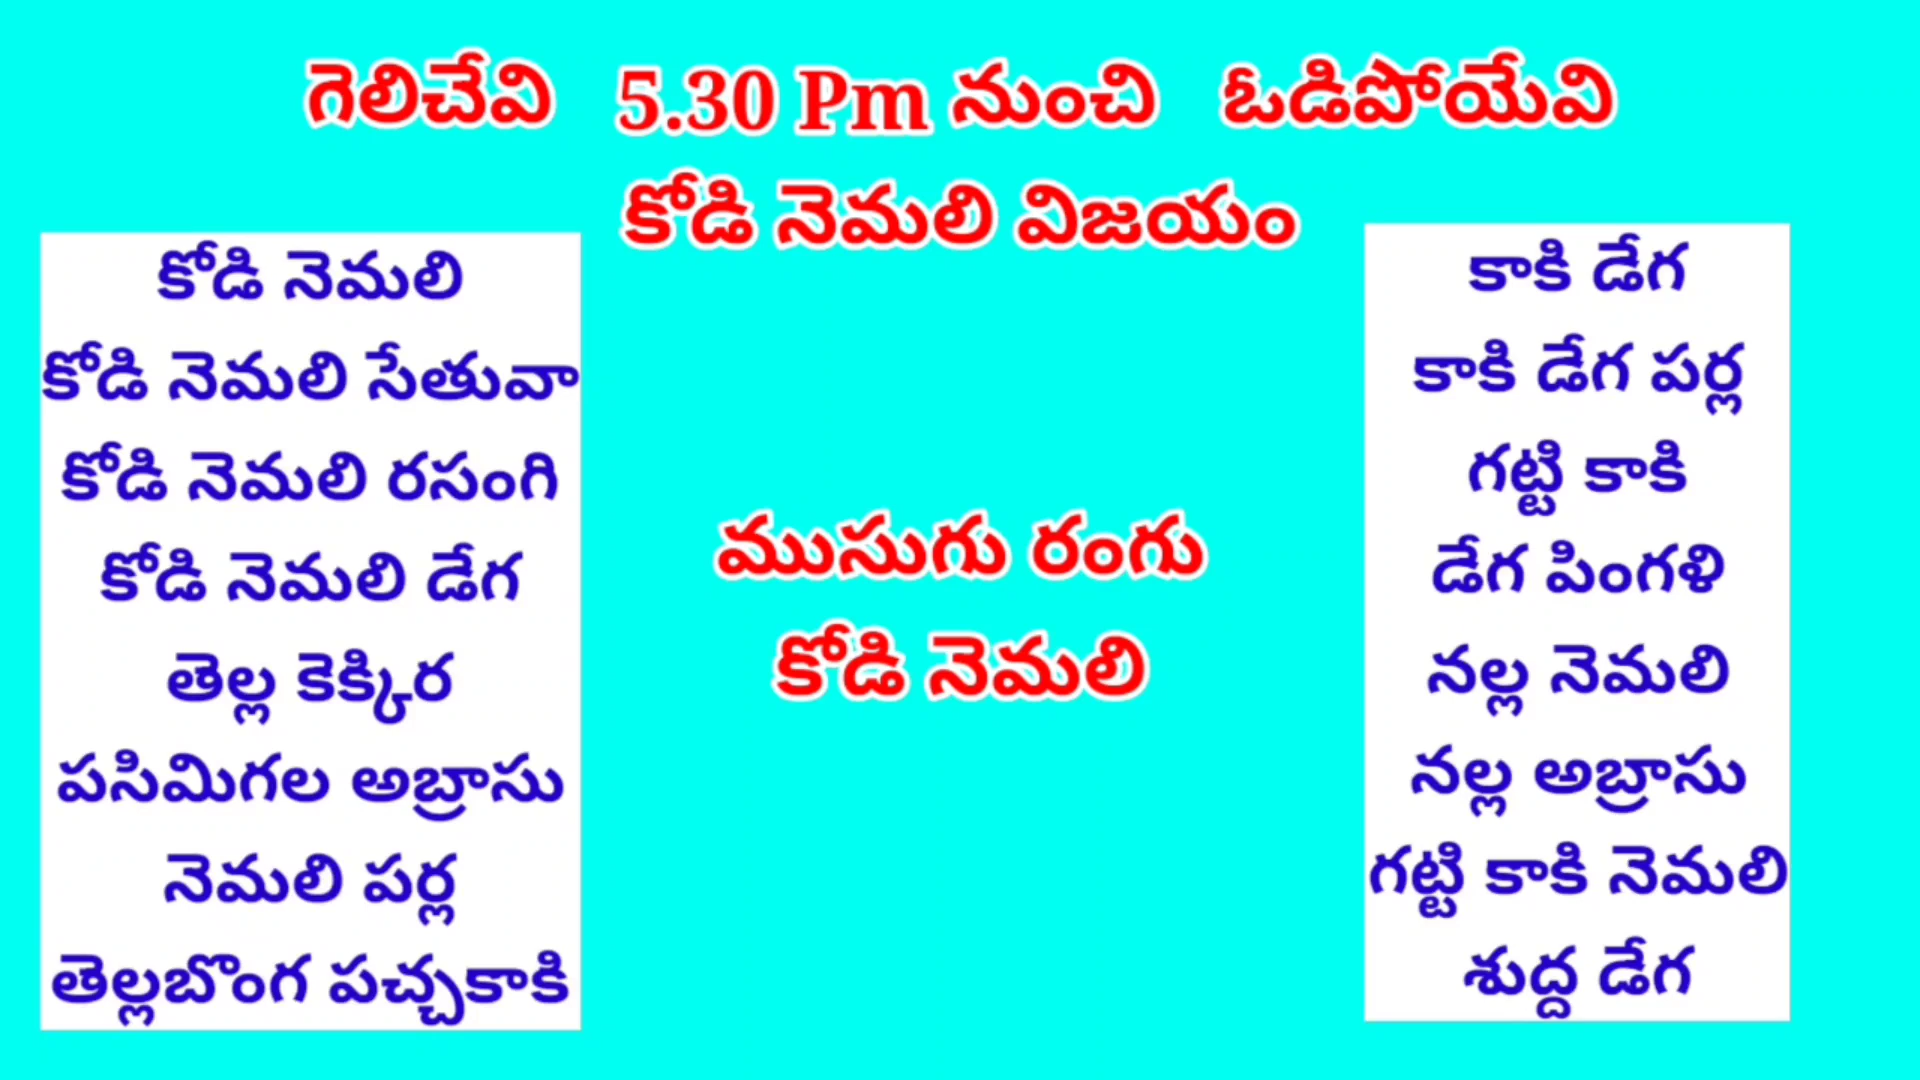 గెలిచేవి 5.30 Pm నుంచి ఓడిపోయేవి
కోడి నెమలి విజయం
కోడి నెమలి
కోడి నెమలి సేతువా
కోడి నెమలి రసంగి
కోడి నెమలి డేగ
తెల్ల కెక్కిర
పసిమిగల అబ్రాసు
నెమలి పర్ల
తెల్లబొంగ పచ్చకాకి
ముసుగు రంగు
కోడి నెమలి
కాకి డేగ
కాకి డేగ పర్ల
గట్టి కాకి
డేగ పింగళి
నల్ల నెమలి
నల్ల అబ్రాసు
గట్టి కాకి నెమలి
శుద్ద డేగ